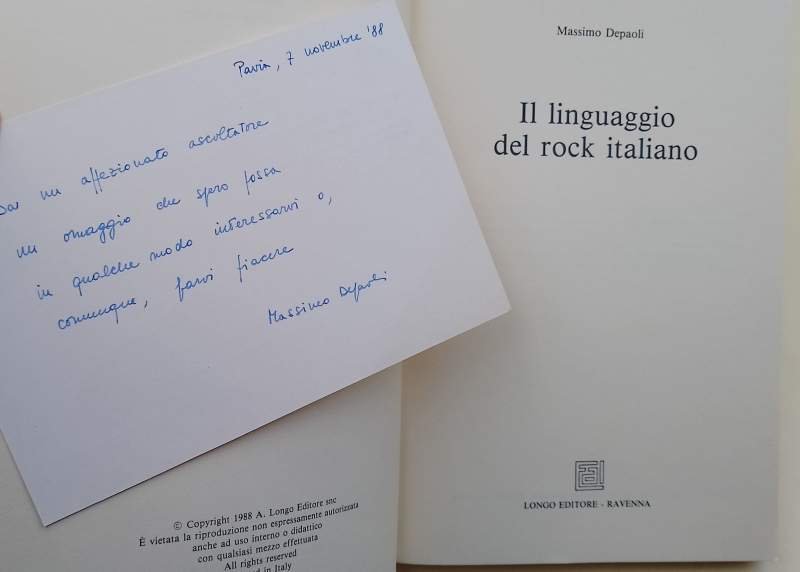 Pavia, 7 novembre '88
Da un affezionato ascoltatore
un omaggio che spero possa
in qualche modo interessarvi o,
comunque, farvi piacere
Massimo Depaoli
© Copyright 1988 A. Longo Editore snc
È vietata la riproduzione non espressamente autorizzata
anche ad uso interno o didattico
con qualsiasi mezzo effettuata
All rights reserved
in Italy
Massimo Depaoli
Il linguaggio
del rock italiano
LONGO EDITORE - RAVENNA